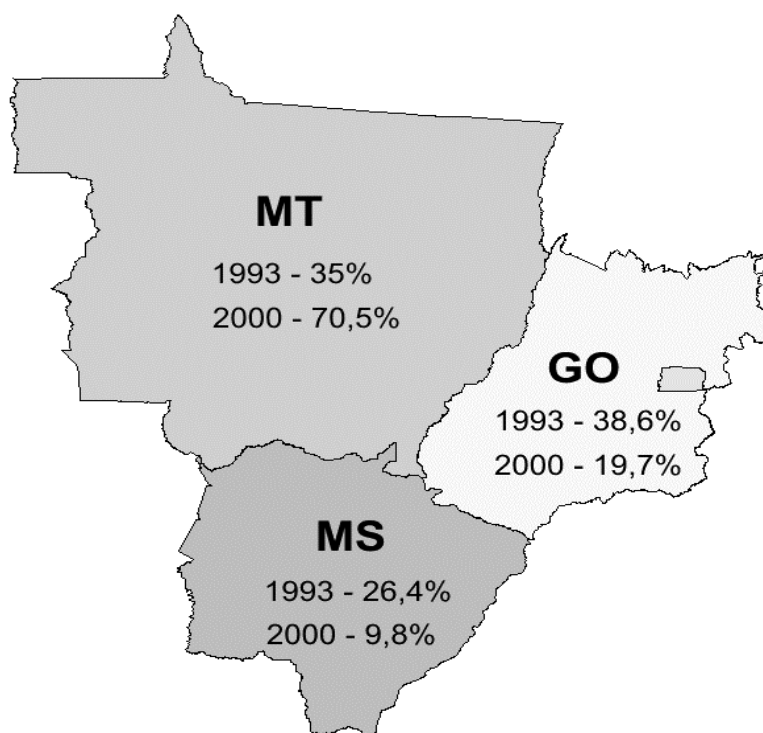 MT
1993 - 35%
2000 - 70,5%
GO
1993 - 38,6%
2000 - 19,7%
MS
1993 - 26,4%
2000 - 9,8%